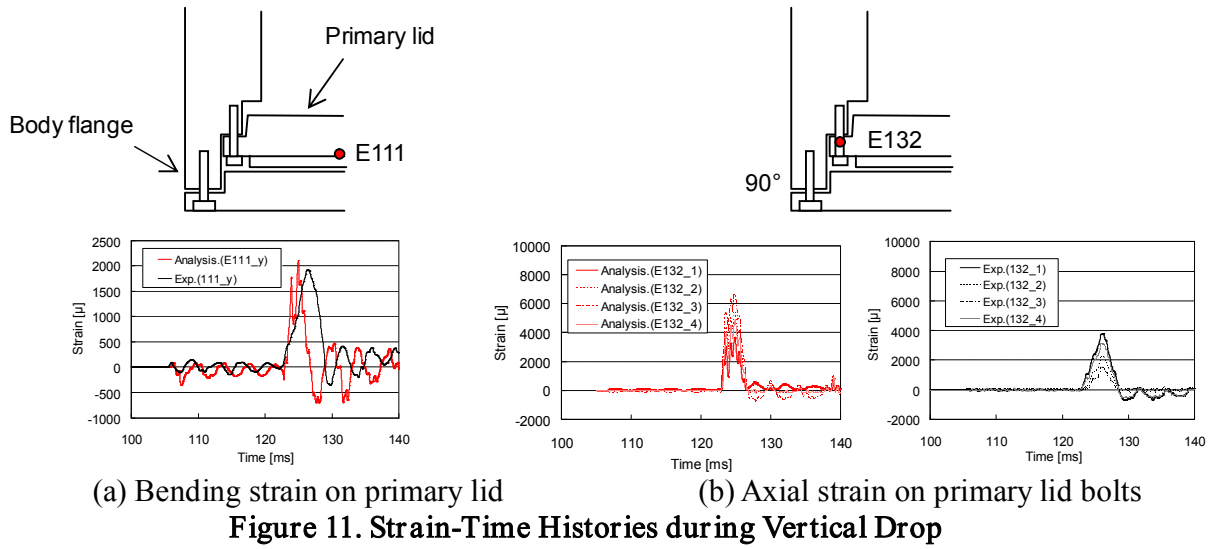 Primary lid
Body flange
E111
E132
90°
2500
2000
1500
1000
500
0
-500
-1000
Strain [µ]
Analysis.(E111_y)
Exp.(111_y)
100 110 120 130 140
Time [ms]
10000
8000
6000
4000
2000
0
-2000
Strain [µ]
Analysis.(E132_1)
Analysis.(E132_2)
Analysis.(E132_3)
Analysis.(E132_4)
100 110 120 130 140
Time [ms]
10000
8000
6000
4000
2000
0
-2000
Strain [µ]
Exp.(132_1)
Exp.(132_2)
Exp.(132_3)
Exp.(132_4)
100 110 120 130 140
Time [ms]
(a) Bending strain on primary lid
(b) Axial strain on primary lid bolts
Figure 11. Strain-Time Histories during Vertical Drop